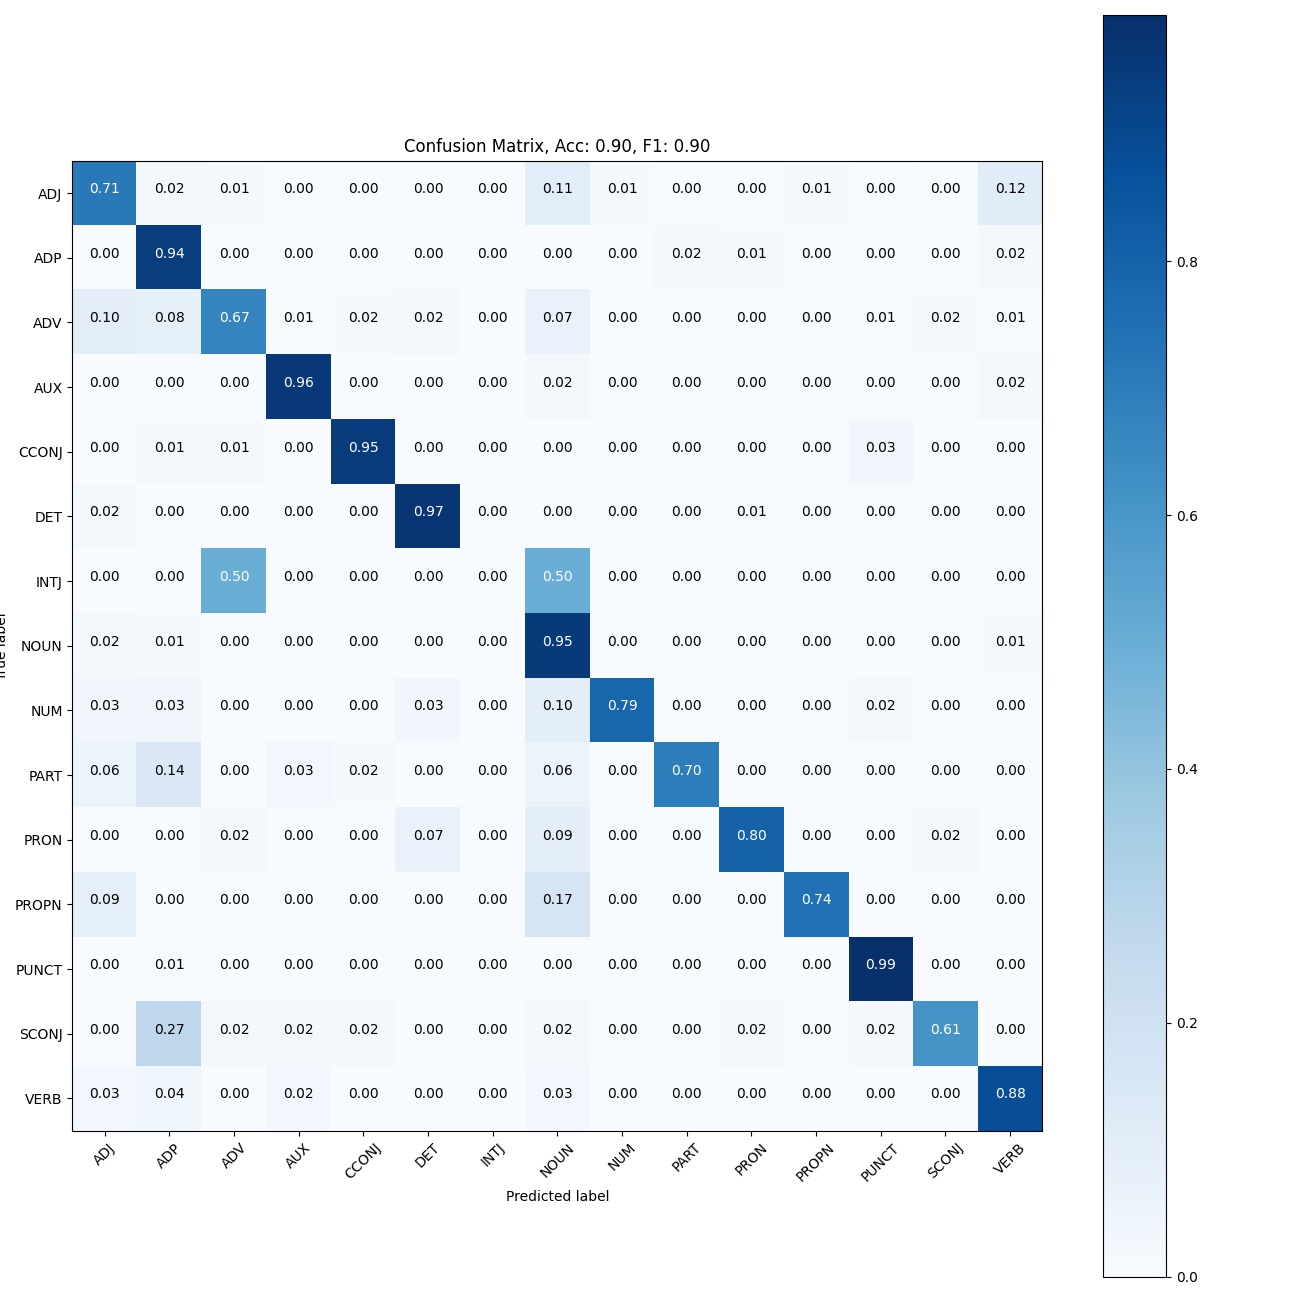 Confusion Matrix, Acc: 0.90, F1: 0.90
ADJ 0.71 0.02 0.01 0.00 0.00 0.00 0.00 0.11 0.01 0.00 0.00 0.01 0.00 0.00 0.12
ADP 0.00 0.94 0.00 0.00 0.00 0.00 0.00 0.00 0.00 0.02 0.01 0.00 0.00 0.00 0.02
ADV 0.10 0.08 0.67 0.01 0.02 0.02 0.00 0.07 0.00 0.00 0.00 0.00 0.01 0.02 0.01
AUX 0.00 0.00 0.00 0.96 0.00 0.00 0.00 0.02 0.00 0.00 0.00 0.00 0.00 0.00 0.02
CCONJ 0.00 0.01 0.01 0.00 0.95 0.00 0.00 0.00 0.00 0.00 0.00 0.00 0.03 0.00 0.00
DET 0.02 0.00 0.00 0.00 0.00 0.97 0.00 0.00 0.00 0.00 0.01 0.00 0.00 0.00 0.00
INTJ 0.00 0.00 0.50 0.00 0.00 0.00 0.00 0.50 0.00 0.00 0.00 0.00 0.00 0.00 0.00
NOUN 0.02 0.01 0.00 0.00 0.00 0.00 0.00 0.95 0.00 0.00 0.00 0.00 0.00 0.00 0.01
NUM 0.03 0.03 0.00 0.00 0.00 0.03 0.00 0.10 0.79 0.00 0.00 0.00 0.02 0.00 0.00
PART 0.06 0.14 0.00 0.03 0.02 0.00 0.00 0.06 0.00 0.70 0.00 0.00 0.00 0.00 0.00
PRON 0.00 0.00 0.02 0.00 0.00 0.07 0.00 0.09 0.00 0.00 0.80 0.00 0.00 0.02 0.00
PROPN 0.09 0.00 0.00 0.00 0.00 0.00 0.00 0.17 0.00 0.00 0.00 0.74 0.00 0.00 0.00
PUNCT 0.00 0.01 0.00 0.00 0.00 0.00 0.00 0.00 0.00 0.00 0.00 0.00 0.99 0.00 0.00
SCONJ 0.00 0.27 0.02 0.02 0.02 0.00 0.00 0.02 0.00 0.00 0.02 0.00 0.02 0.61 0.00
VERB 0.03 0.04 0.00 0.02 0.00 0.00 0.00 0.03 0.00 0.00 0.00 0.00 0.00 0.00 0.88
ADJ ADP ADV AUX CCONJ DET INTJ NOUN NUM PART PRON PROPN PUNCT SCONJ VERB
Predicted label
0.8
0.6
0.4
0.2
0.0